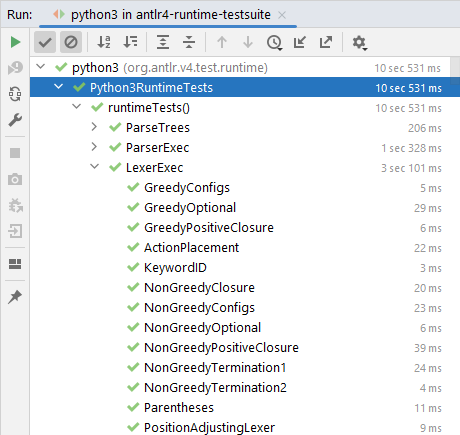 Run: python3 in antlr4-runtime-testsuite
python3 (org.antlr.v4.test.runtime) 10 sec 531 ms
Python3RuntimeTests 10 sec 531 ms
runtimeTests() 10 sec 531 ms
ParseTrees 206 ms
ParserExec 1 sec 328 ms
LexerExec 3 sec 101 ms
GreedyConfigs 5 ms
GreedyOptional 29 ms
GreedyPositiveClosure 6 ms
ActionPlacement 22 ms
KeywordID 3 ms
NonGreedyClosure 20 ms
NonGreedyConfigs 23 ms
NonGreedyOptional 6 ms
NonGreedyPositiveClosure 39 ms
NonGreedyTermination1 24 ms
NonGreedyTermination2 4 ms
Parentheses 11 ms
PositionAdjustingLexer 9 ms